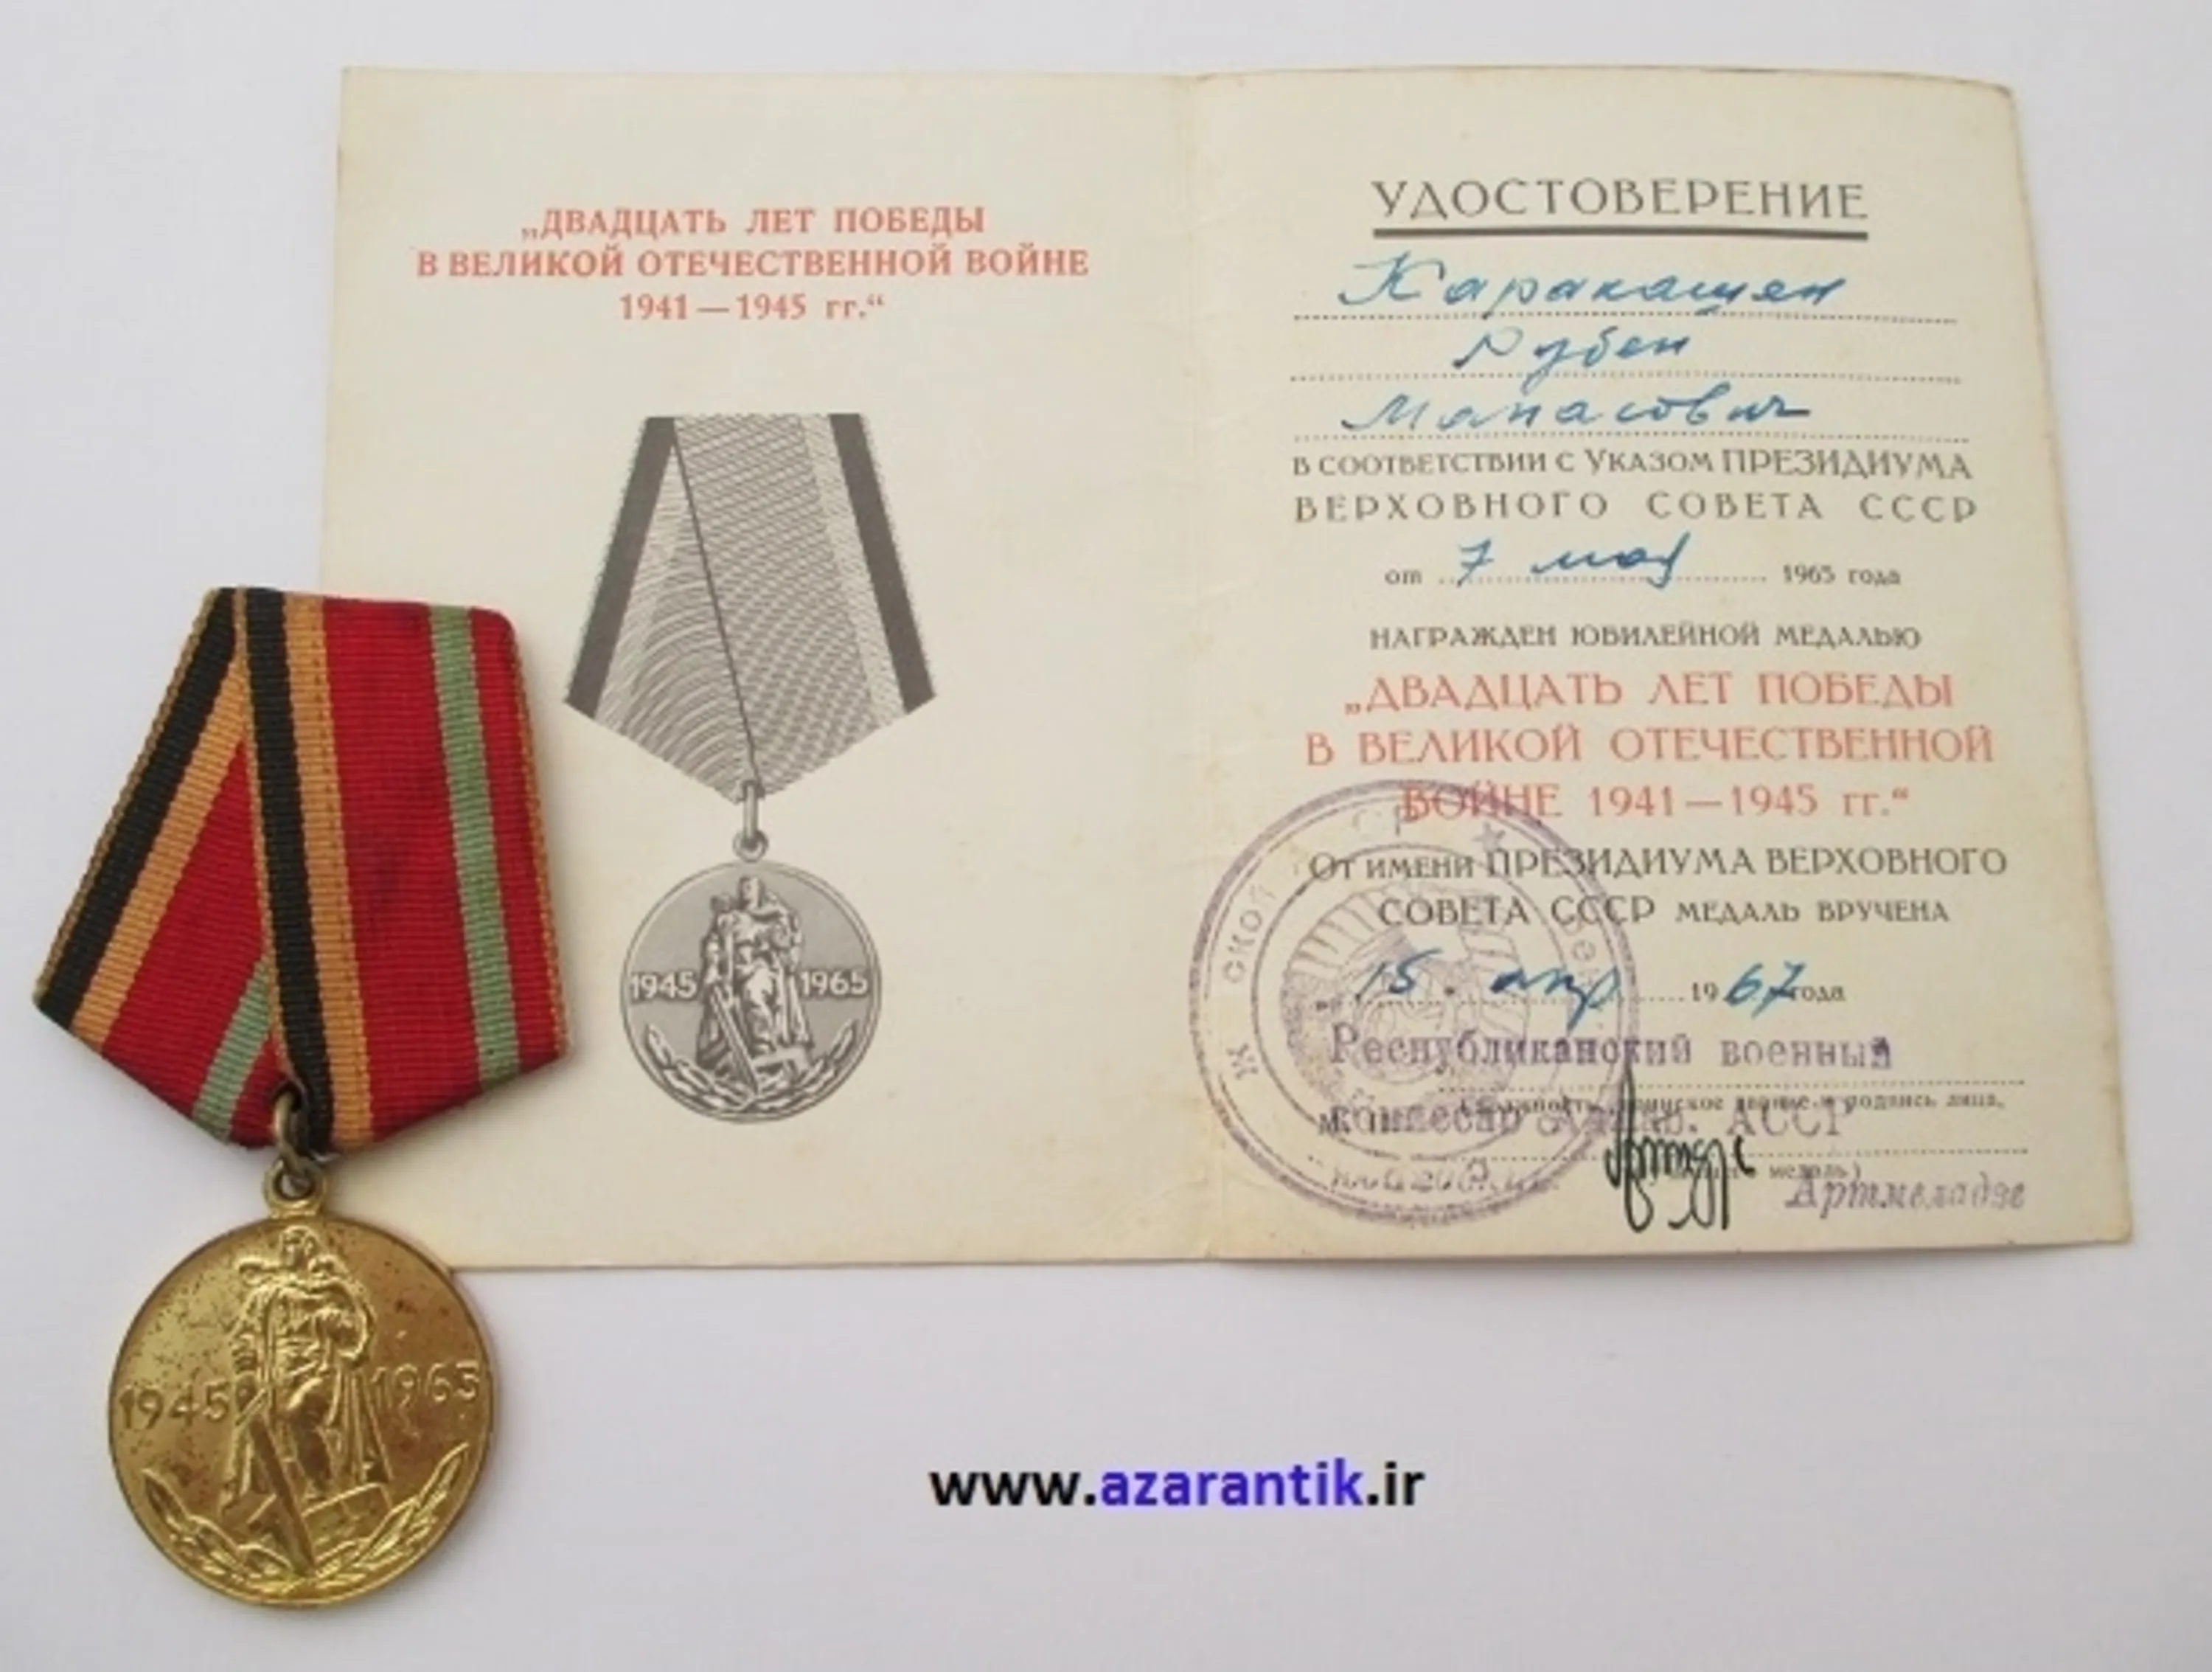 „ДВАДЦАТЬ ЛЕТ ПОБЕДЫ
В ВЕЛИКОЙ ОТЕЧЕСТВЕННОЙ ВОЙНЕ
1941 — 1945 гг.“
1945 1965
1945 1965
УДОСТОВЕРЕНИЕ
Каракашян
Рубен
Манасович
В СООТВЕТСТВИИ С УКАЗОМ ПРЕЗИДИУМА
ВЕРХОВНОГО СОВЕТА СССР
от 7 мая 1965 года
НАГРАЖДЕН ЮБИЛЕЙНОЙ МЕДАЛЬЮ
„ДВАДЦАТЬ ЛЕТ ПОБЕДЫ
В ВЕЛИКОЙ ОТЕЧЕСТВЕННОЙ
ВОЙНЕ 1941 — 1945 гг.“
ОТ ИМЕНИ ПРЕЗИДИУМА ВЕРХОВНОГО
СОВЕТА СССР МЕДАЛЬ ВРУЧЕНА
15 апр 1967 года
Республиканский военный
комиссар АССР
Артмеладзе
www.azarantik.ir